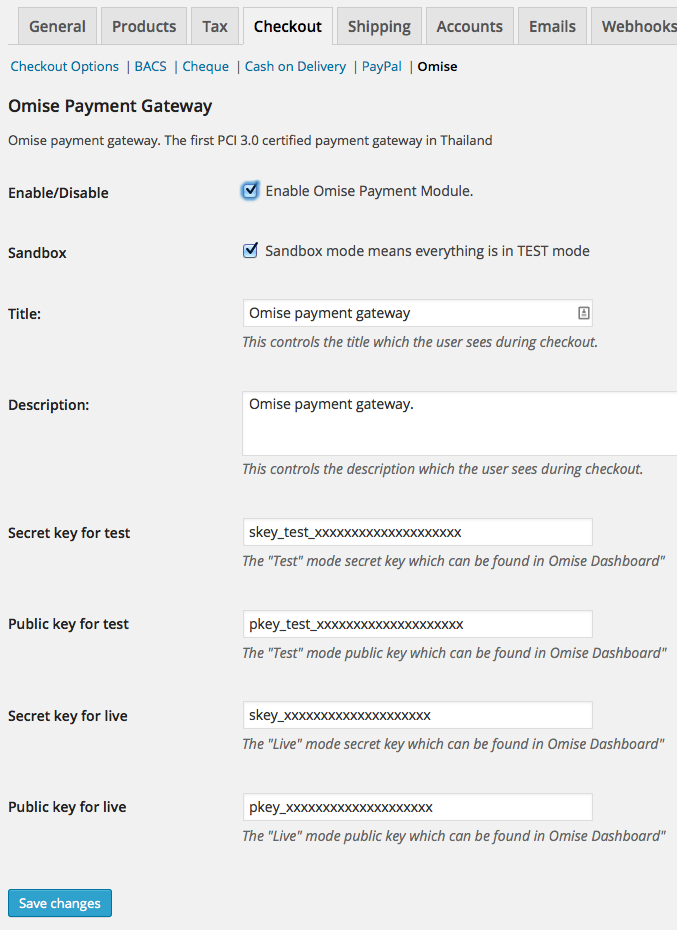 General Products Tax Checkout Shipping Accounts Emails Webhooks
Checkout Options | BACS | Cheque | Cash on Delivery | PayPal | Omise
Omise Payment Gateway
Omise payment gateway. The first PCI 3.0 certified payment gateway in Thailand
Enable/Disable Enable Omise Payment Module.
Sandbox Sandbox mode means everything is in TEST mode
Title: Omise payment gateway
This controls the title which the user sees during checkout.
Description: Omise payment gateway.
This controls the description which the user sees during checkout.
Secret key for test skey_test_xxxxxxxxxxxxxxxxxxxx
The "Test" mode secret key which can be found in Omise Dashboard"
Public key for test pkey_test_xxxxxxxxxxxxxxxxxxxx
The "Test" mode public key which can be found in Omise Dashboard"
Secret key for live skey_xxxxxxxxxxxxxxxxxxxx
The "Live" mode secret key which can be found in Omise Dashboard"
Public key for live pkey_xxxxxxxxxxxxxxxxxxxx
The "Live" mode public key which can be found in Omise Dashboard"
Save changes